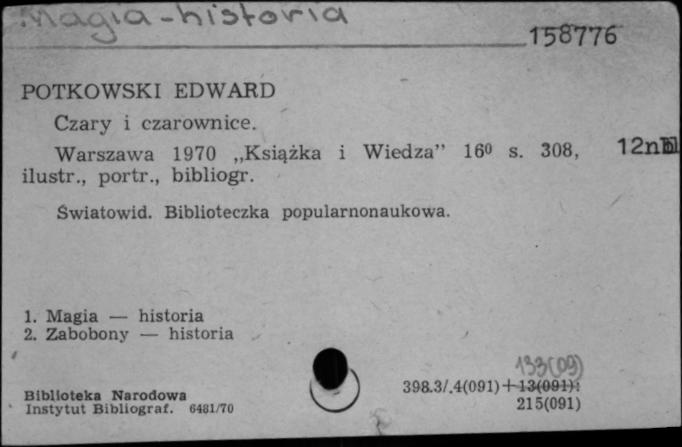 Magia - historia
158776
POTKOWSKI EDWARD
Czary i czarownice.
Warszawa 1970 „Książka i Wiedza” 16⁰ s. 308, 12nlb
ilustr., portr., bibliogr.
Światowid. Biblioteczka popularnonaukowa.
1. Magia — historia
2. Zabobony — historia
133(09)
398.3/.4(091)+13(091):
215(091)
Biblioteka Narodowa
Instytut Bibliograf. 6481/70